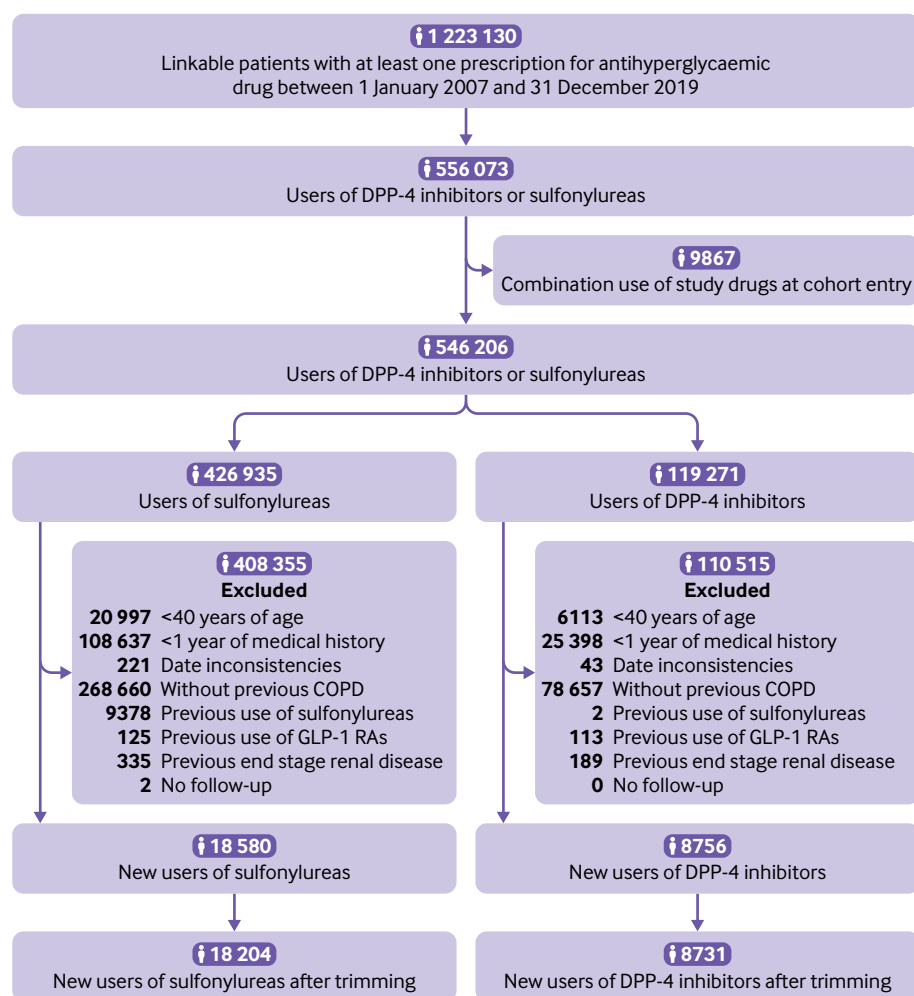 1 223 130
Linkable patients with at least one prescription for antihyperglycaemic
drug between 1 January 2007 and 31 December 2019
556 073
Users of DPP-4 inhibitors or sulfonylureas
9867
Combination use of study drugs at cohort entry
546 206
Users of DPP-4 inhibitors or sulfonylureas
426 935
Users of sulfonylureas
408 355
Excluded
20 997 <40 years of age
108 637 <1 year of medical history
221 Date inconsistencies
268 660 Without previous COPD
9378 Previous use of sulfonylureas
125 Previous use of GLP-1 RAs
335 Previous end stage renal disease
2 No follow-up
18 580
New users of sulfonylureas
18 204
New users of sulfonylureas after trimming
119 271
Users of DPP-4 inhibitors
110 515
Excluded
6113 <40 years of age
25 398 <1 year of medical history
43 Date inconsistencies
78 657 Without previous COPD
2 Previous use of sulfonylureas
113 Previous use of GLP-1 RAs
189 Previous end stage renal disease
0 No follow-up
8756
New users of DPP-4 inhibitors
8731
New users of DPP-4 inhibitors after trimming